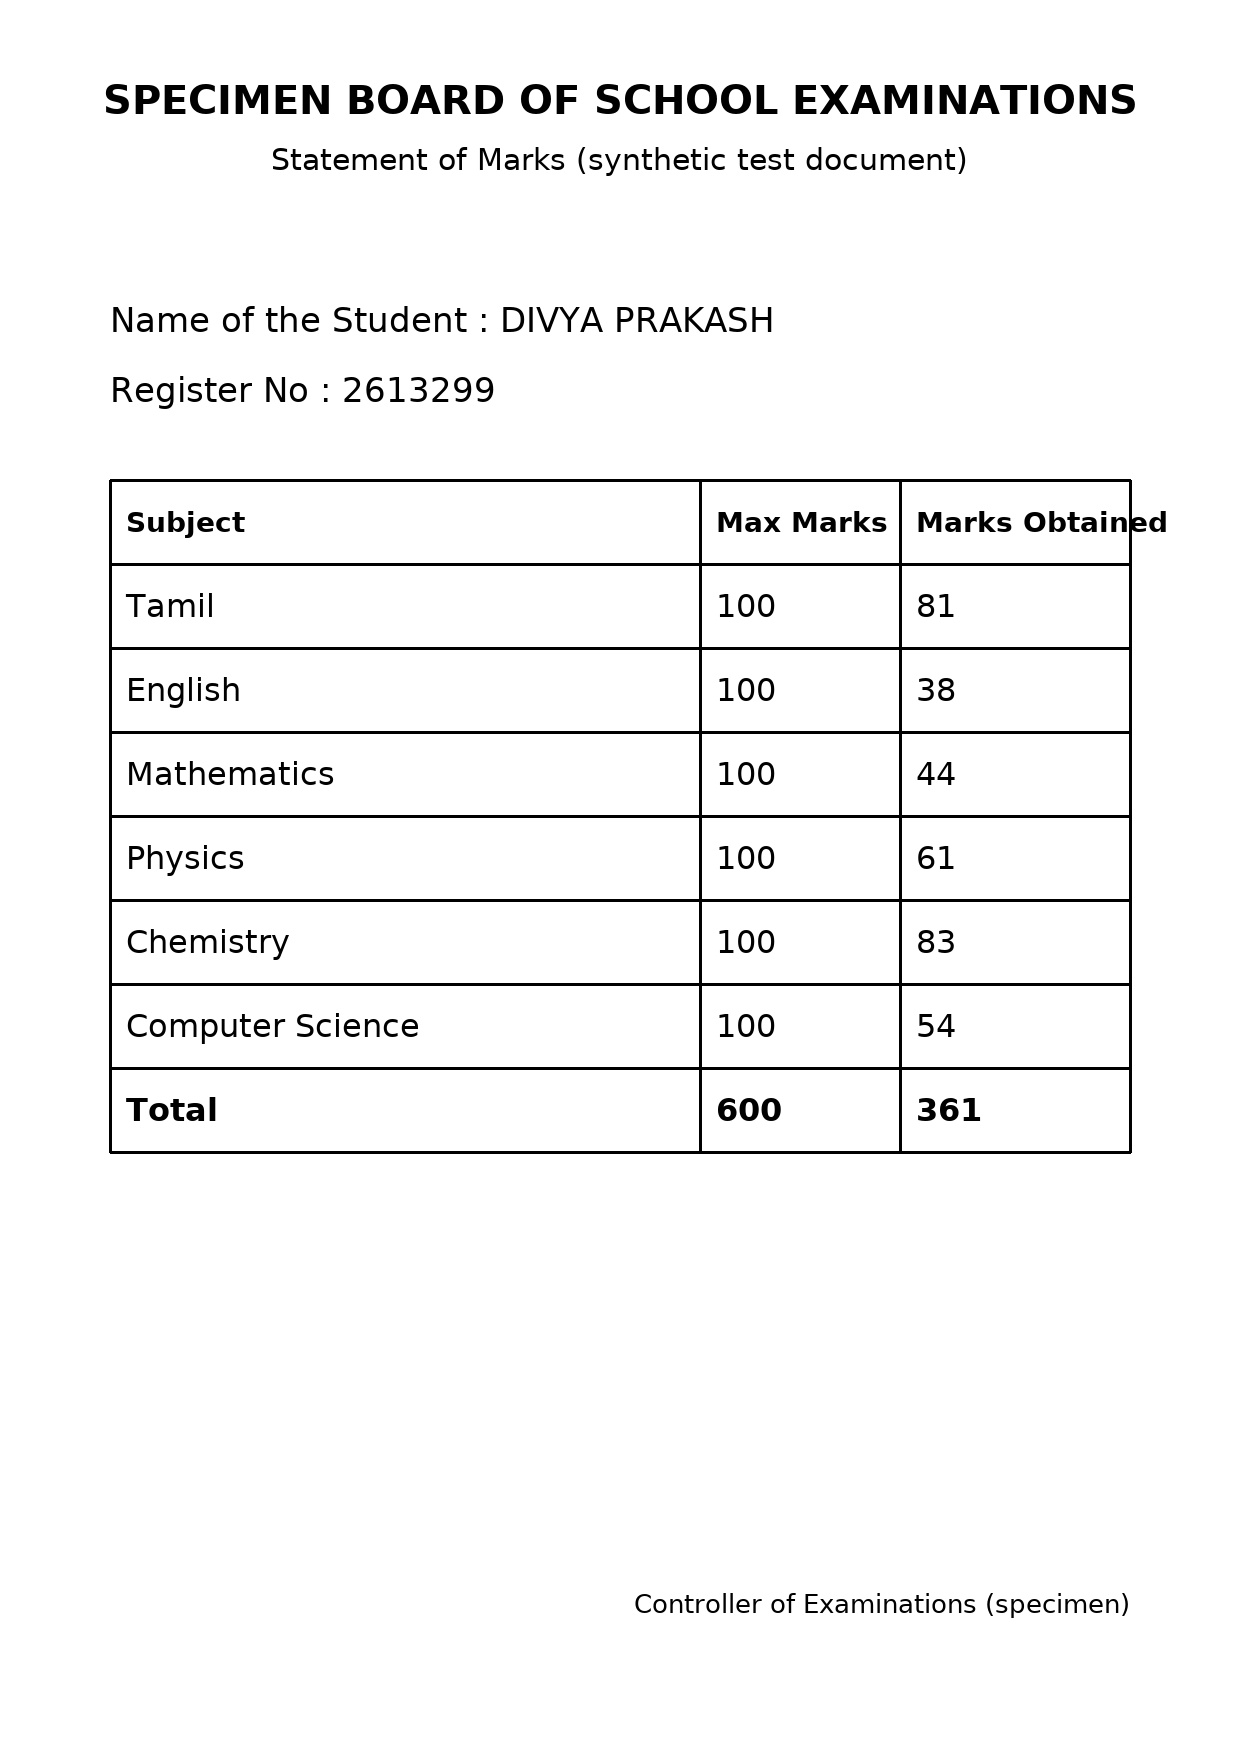 SPECIMEN BOARD OF SCHOOL EXAMINATIONS
Statement of Marks (synthetic test document)
Name of the Student : DIVYA PRAKASH
Register No : 2613299
Subject Max Marks Marks Obtained
Tamil 100 81
English 100 38
Mathematics 100 44
Physics 100 61
Chemistry 100 83
Computer Science 100 54
Total 600 361
Controller of Examinations (specimen)